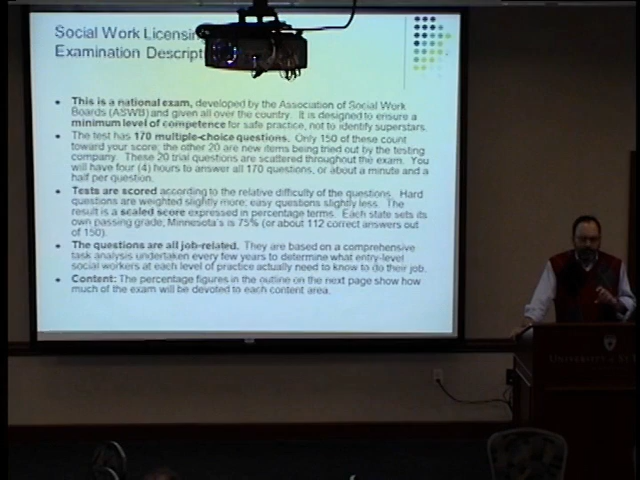 Social Work Licensing
Examination Descripti
• This is a national exam, developed by the Association of Social Work
Boards (ASWB) and given all over the country. It is designed to ensure a
minimum level of competence for safe practice, not to identify superstars.
• The test has 170 multiple-choice questions. Only 150 of these count
toward your score; the other 20 are new items being tried out by the testing
company. These 20 trial questions are scattered throughout the exam. You
will have four (4) hours to answer all 170 questions, or about a minute and a
half per question.
• Tests are scored according to the relative difficulty of the questions. Hard
questions are weighted slightly more; easy questions slightly less. The
result is a scaled score expressed in percentage terms. Each state sets its
own passing grade; Minnesota's is 75% (or about 112 correct answers out
of 150).
• The questions are all job-related. They are based on a comprehensive
task analysis undertaken every few years to determine what entry-level
social workers at each level of practice actually need to know to do their job.
• Content: The percentage figures in the outline on the next page show how
much of the exam will be devoted to each content area.
UNIVERSITY of ST